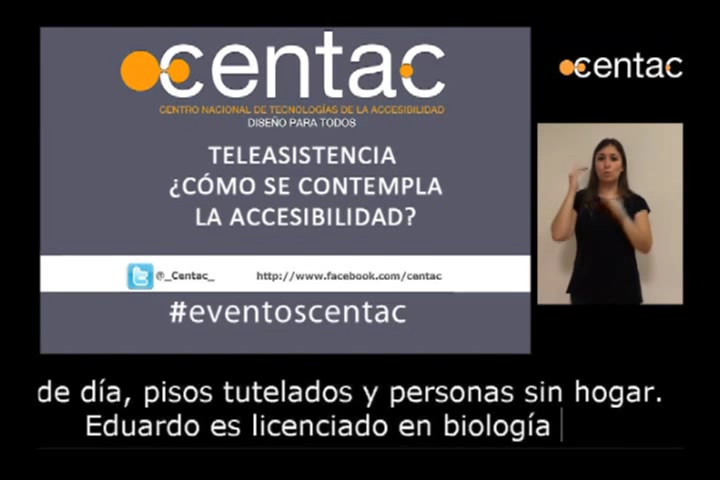 centac
CENTRO NACIONAL DE TECNOLOGÍAS DE LA ACCESIBILIDAD
DISEÑO PARA TODOS
TELEASISTENCIA
¿CÓMO SE CONTEMPLA
LA ACCESIBILIDAD?
@_Centac_ http://www.facebook.com/centac
#eventoscentac
centac
de día, pisos tutelados y personas sin hogar.
Eduardo es licenciado en biología